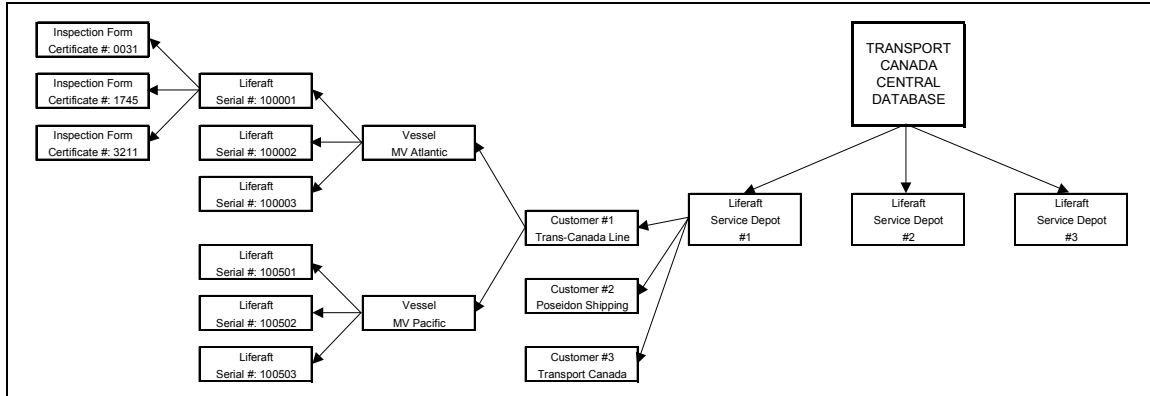 Inspection Form
Certificate #: 0031
Inspection Form
Certificate #: 1745
Inspection Form
Certificate #: 3211
Liferaft
Serial #: 100001
Liferaft
Serial #: 100002
Liferaft
Serial #: 100003
Liferaft
Serial #: 100501
Liferaft
Serial #: 100502
Liferaft
Serial #: 100503
Vessel
MV Atlantic
Vessel
MV Pacific
Customer #1
Trans-Canada Line
Customer #2
Poseidon Shipping
Customer #3
Transport Canada
TRANSPORT
CANADA
CENTRAL
DATABASE
Liferaft
Service Depot
#1
Liferaft
Service Depot
#2
Liferaft
Service Depot
#3